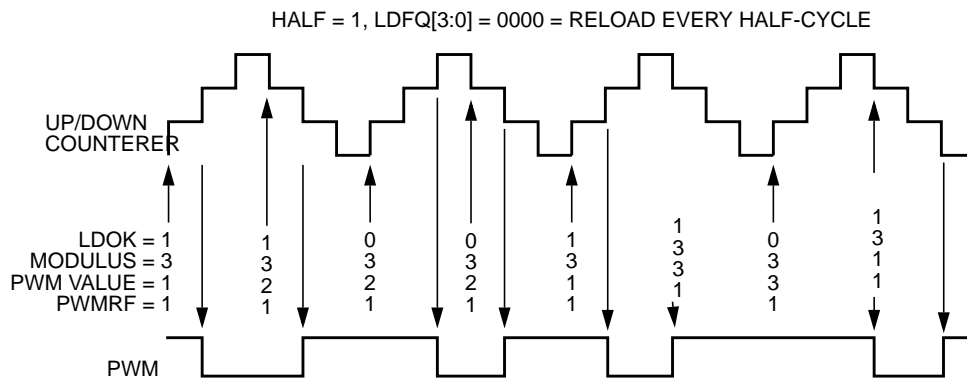 HALF = 1, LDFQ[3:0] = 0000 = RELOAD EVERY HALF-CYCLE
UP/DOWN
COUNTERER
LDOK = 1 1 0 0 1 1 0 1
MODULUS = 3 3 3 3 3 3 3 3
PWM VALUE = 1 2 2 2 1 3 3 1
PWMRF = 1 1 1 1 1 1 1 1
PWM